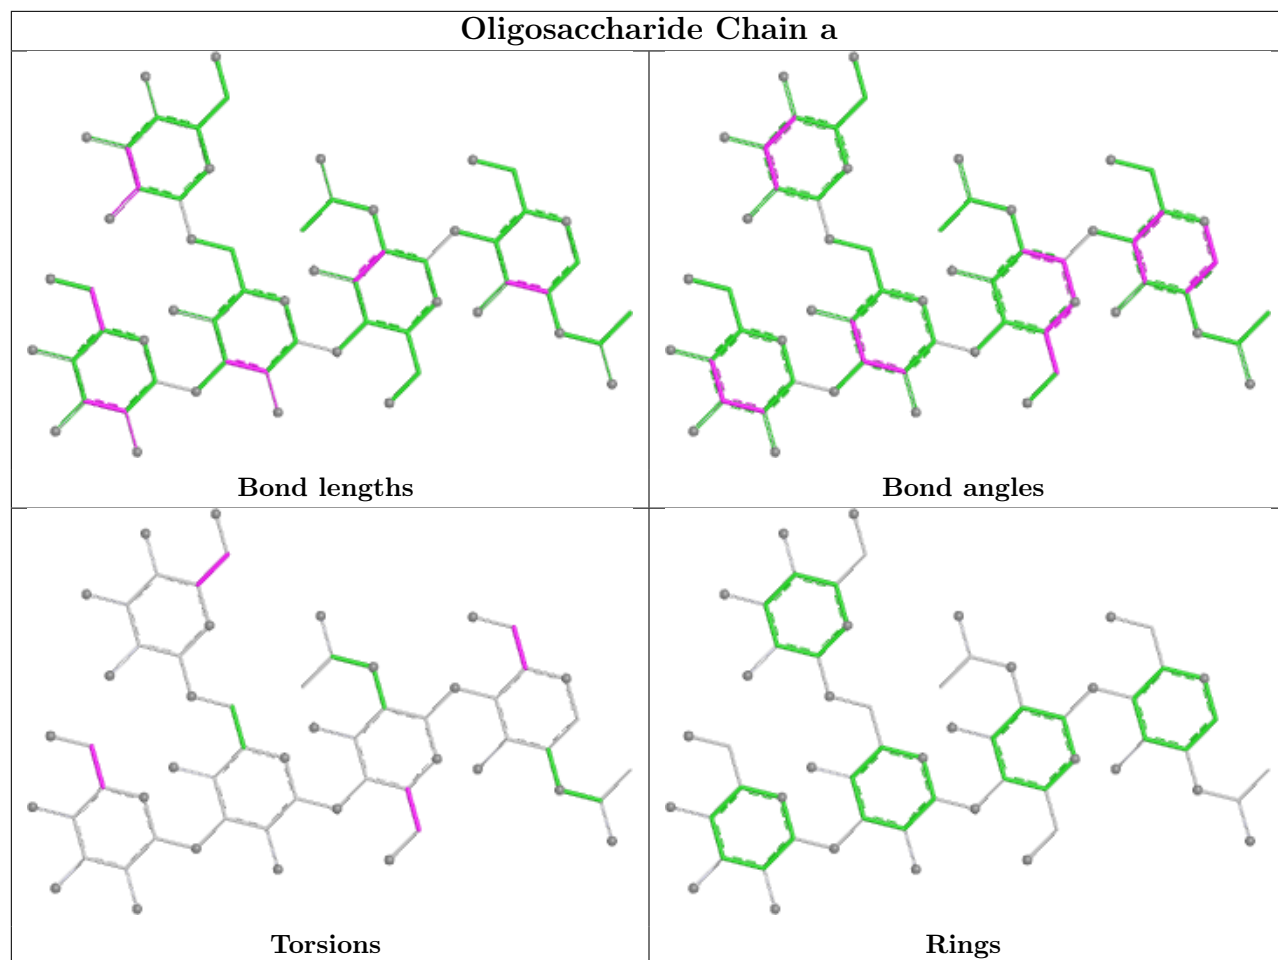 Oligosaccharide Chain a
Bond lengths
Bond angles
Torsions
Rings